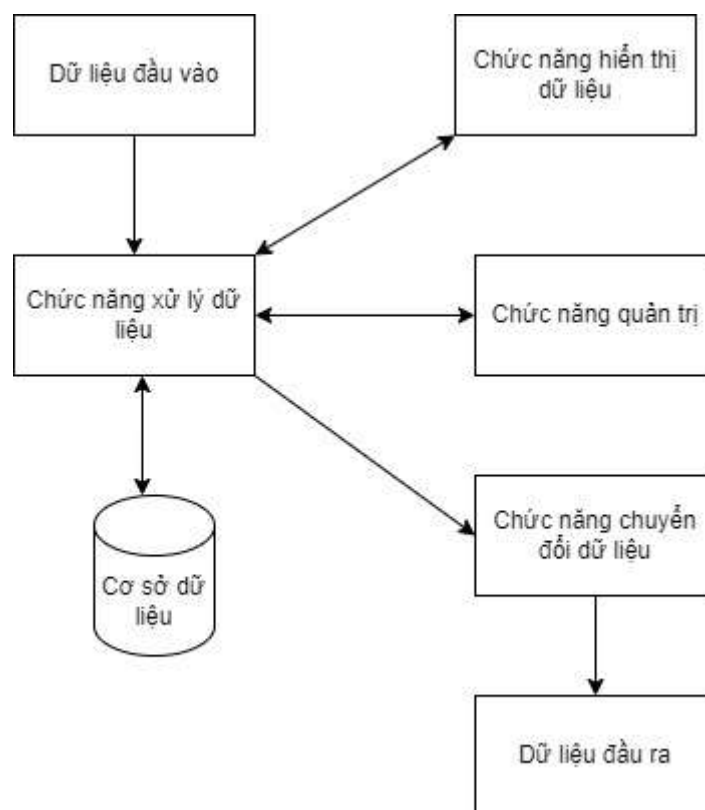 Dữ liệu đầu vào
Chức năng hiển thị
dữ liệu
Chức năng xử lý dữ
liệu
Chức năng quản trị
Chức năng chuyển
đổi dữ liệu
Cơ sở dữ
liệu
Dữ liệu đầu ra